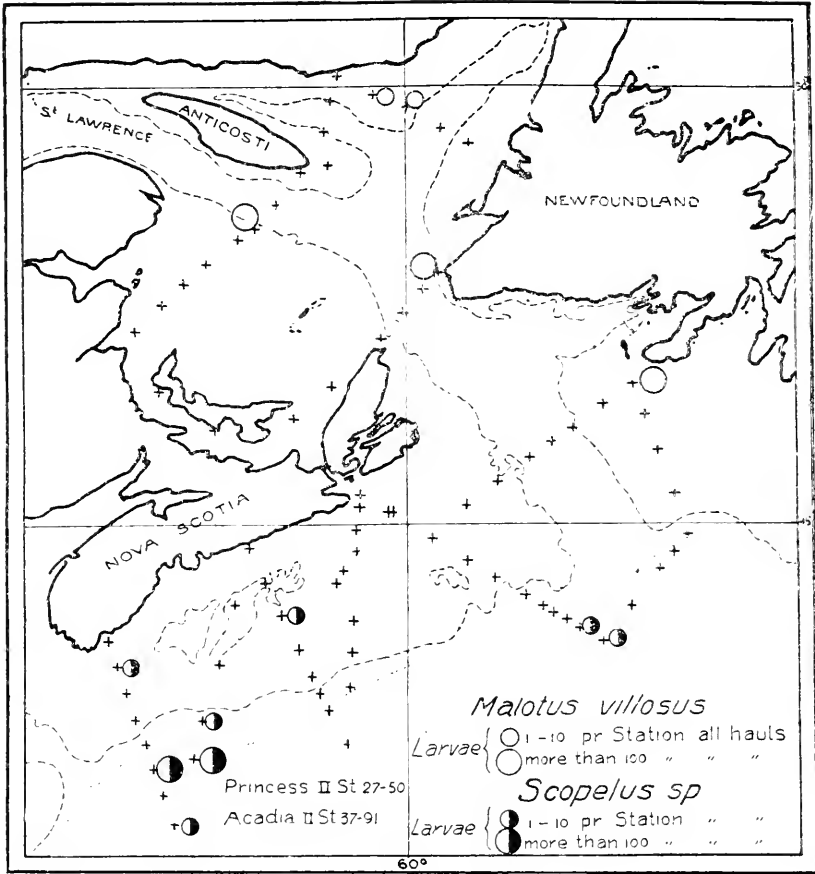 50
ANTICOSTI
St LAWRENCE
NEWFOUNDLAND
NOVA SCOTIA
45
Malotus villosus
Larvae { 1-10 pr Station all hauls
more than 100 " " "
Princess II St 27-50
Scopelus sp
Acadia II St 37-91
Larvae { 1-10 pr Station " "
more than 100 " " "
60°